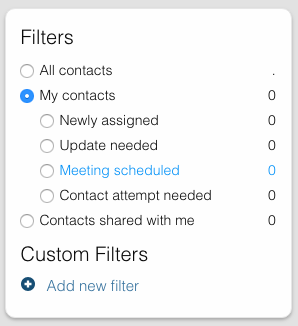 Filters
All contacts .
My contacts 0
Newly assigned 0
Update needed 0
Meeting scheduled 0
Contact attempt needed 0
Contacts shared with me 0
Custom Filters
Add new filter